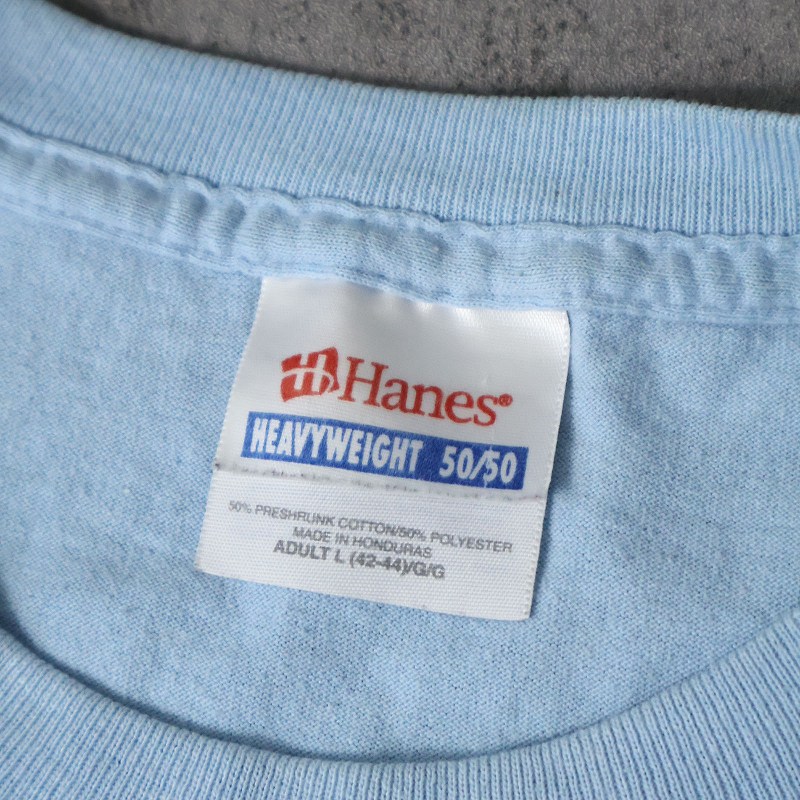 Hanes®
HEAVYWEIGHT 50/50
50% PRESHRUNK COTTON/50% POLYESTER
MADE IN HONDURAS
ADULT L (42-44)/G/G